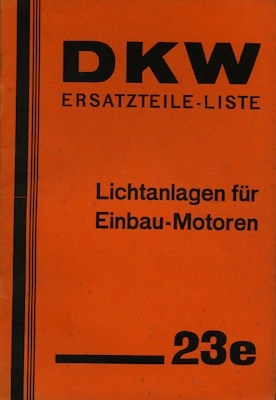 DKW
ERSATZTEILE-LISTE
Lichtanlagen für
Einbau-Motoren
23e